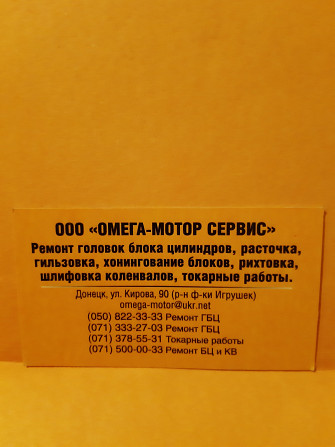 ООО «ОМЕГА-МОТОР СЕРВИС»
Ремонт головок блока цилиндров, расточка,
гильзовка, хонингование блоков, рихтовка,
шлифовка коленвалов, токарные работы.
Донецк, ул. Кирова, 90 (р-н ф-ки Игрушек)
omega-motor@ukr.net
(050) 822-33-33 Ремонт ГБЦ
(071) 333-27-03 Ремонт ГБЦ
(071) 378-55-31 Токарные работы
(071) 500-00-33 Ремонт БЦ и КВ